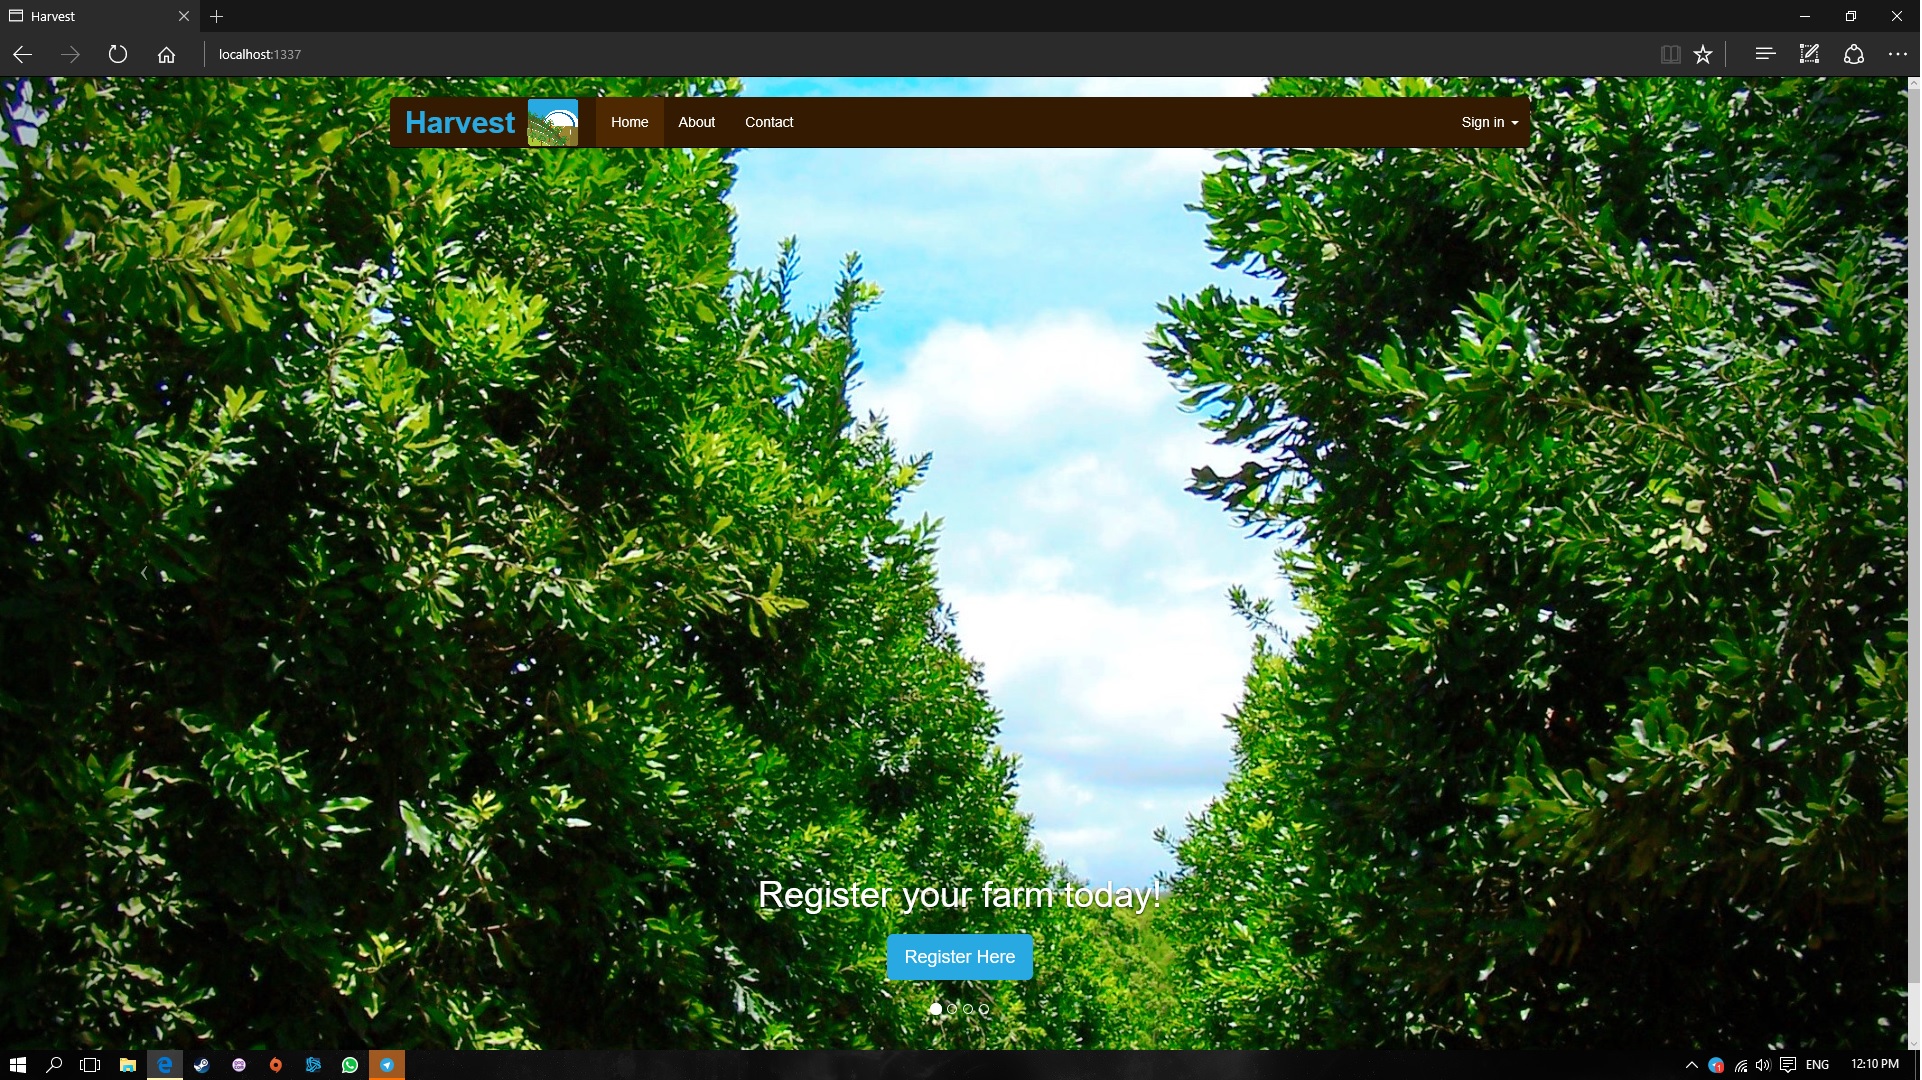 Harvest
localhost:1337
Harvest
Home
About
Contact
Sign in
Register your farm today!
Register Here
ENG
12:10 PM